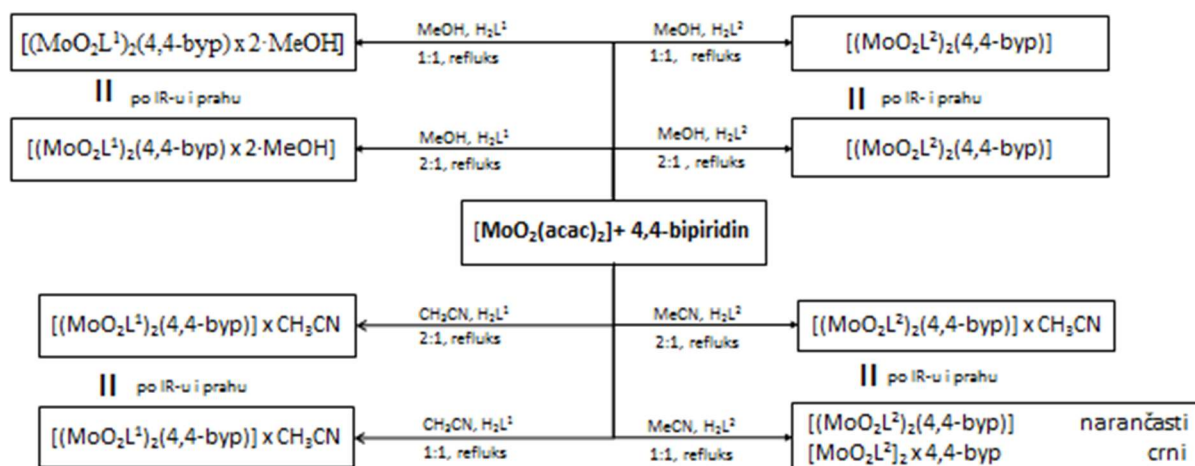 [(MoO₂L¹)₂(4,4-byp) x 2·MeOH]
MeOH, H₂L¹
1:1, refluks
MeOH, H₂L²
1:1, refluks
[(MoO₂L²)₂(4,4-byp)]
|| po IR-u i prahu
|| po IR- i prahu
[(MoO₂L¹)₂(4,4-byp) x 2·MeOH]
MeOH, H₂L¹
2:1, refluks
MeOH, H₂L²
2:1 , refluks
[(MoO₂L²)₂(4,4-byp)]
[MoO₂(acac)₂]+ 4,4-bipiridin
[(MoO₂L¹)₂(4,4-byp)] x CH₃CN
CH₃CN, H₂L¹
2:1, refluks
MeCN, H₂L²
2:1, refluks
[(MoO₂L²)₂(4,4-byp)] x CH₃CN
|| po IR-u i prahu
|| po IR-u i prahu
[(MoO₂L¹)₂(4,4-byp)] x CH₃CN
CH₃CN, H₂L¹
1:1, refluks
MeCN, H₂L²
1:1, refluks
[(MoO₂L²)₂(4,4-byp)] narančasti
[MoO₂L²]₂ x 4,4-byp crni